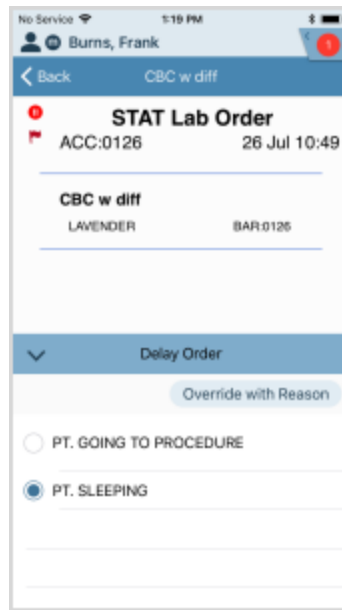 No Service 1:19 PM
Burns, Frank
1
Back CBC w diff
STAT Lab Order
ACC:0126 26 Jul 10:49
CBC w diff
LAVENDER BAR:0126
Delay Order
Override with Reason
PT. GOING TO PROCEDURE
PT. SLEEPING